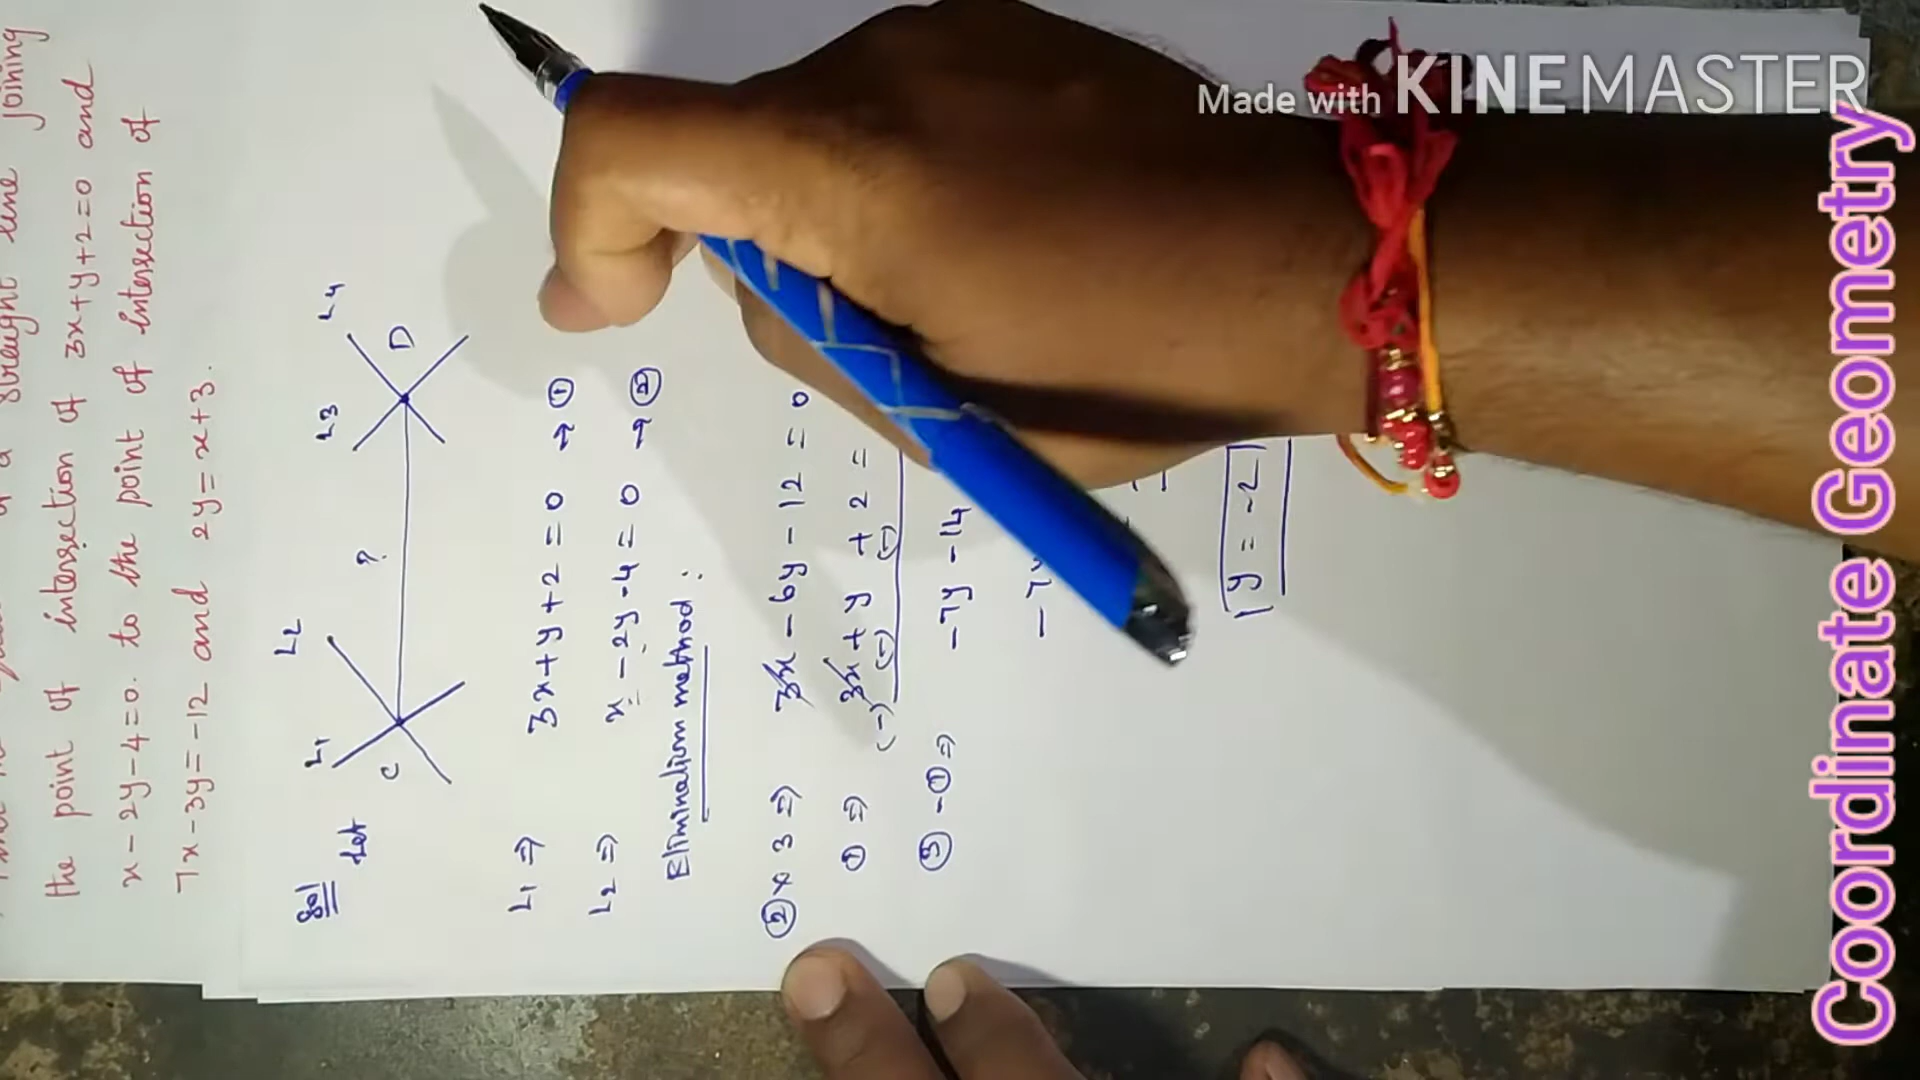 straight line joining
the point of intersection of 3x+y+2=0 and
x-2y-4=0. to the point of intersection of
7x-3y=-12 and 2y=x+3.
Sol
Let
L1 L2 L3 L4
C ? D
L1 ⇒ 3x+y+2=0 → ①
L2 ⇒ x-2y-4=0 → ②
Elimination method :
② × 3 ⇒ 3x - 6y - 12 = 0
① ⇒ 3x + y + 2 =
(-) (-) (-)
③ - ① ⇒ -7y - 14
y = -2
Made with KINEMASTER
Coordinate Geometry